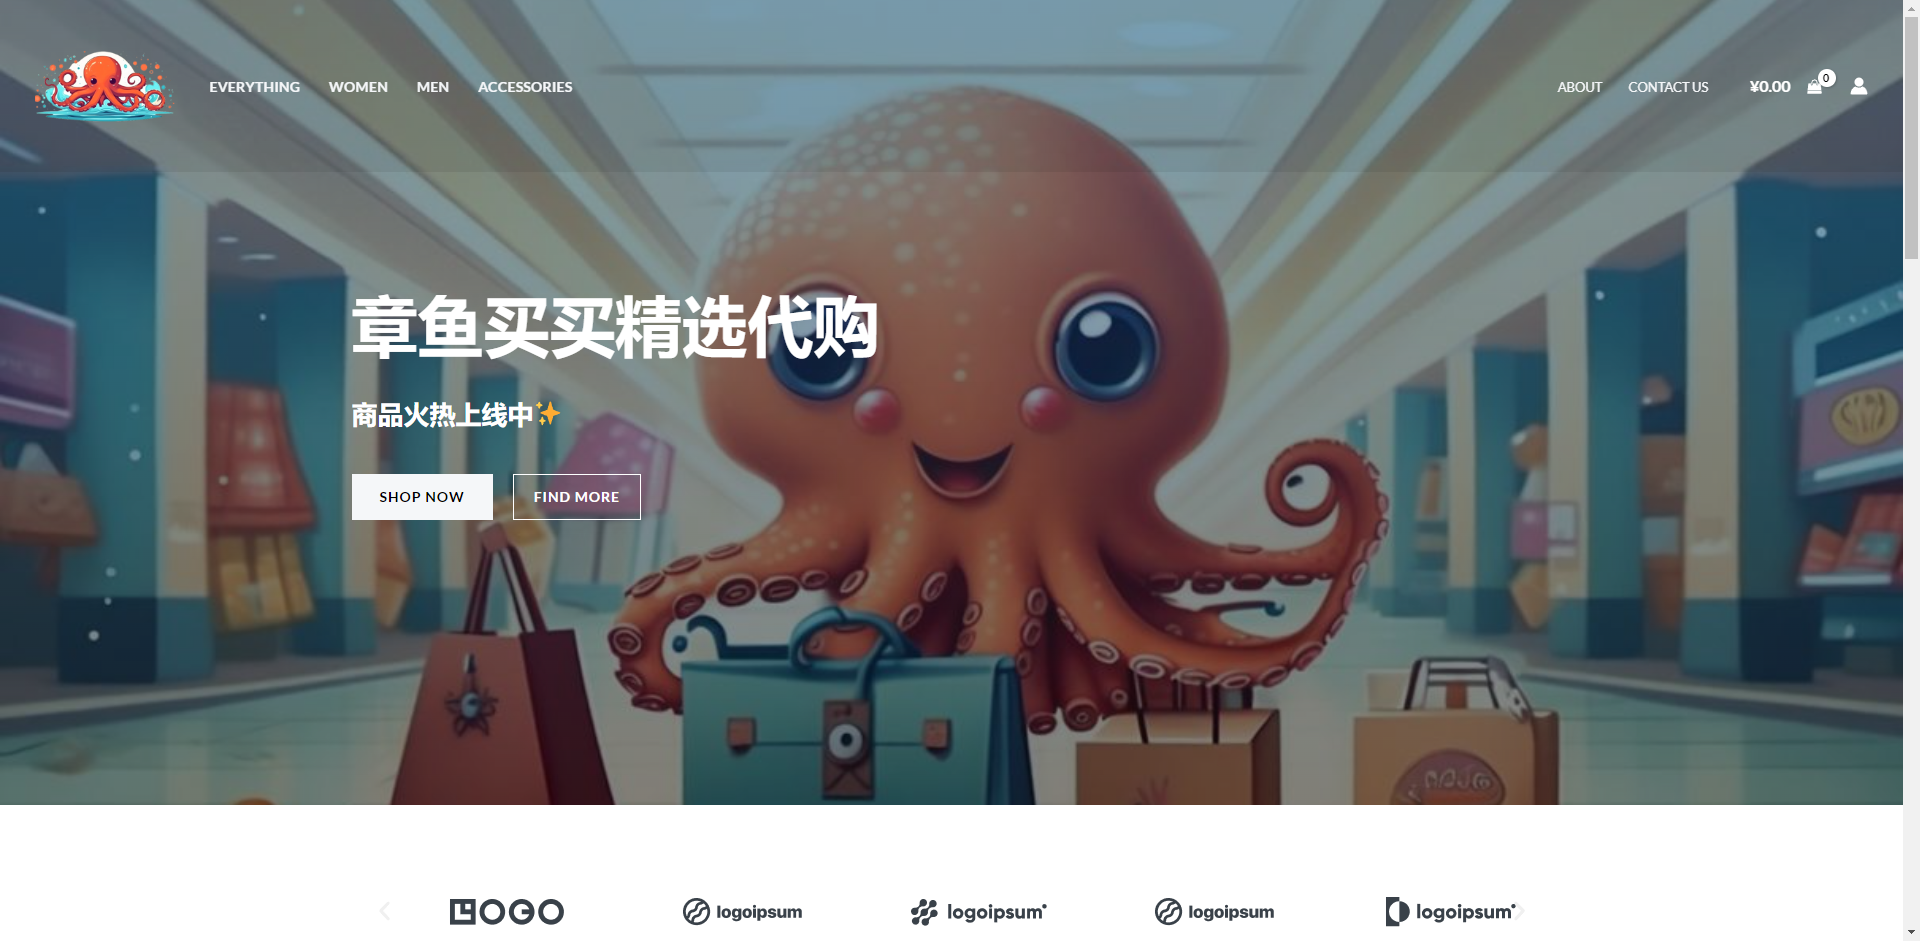 EVERYTHING WOMEN MEN ACCESSORIES ABOUT CONTACT US ¥0.00 0
章鱼买买精选代购
商品火热上线中✨
SHOP NOW FIND MORE
LOGO logoipsum logoipsum logoipsum logoipsum